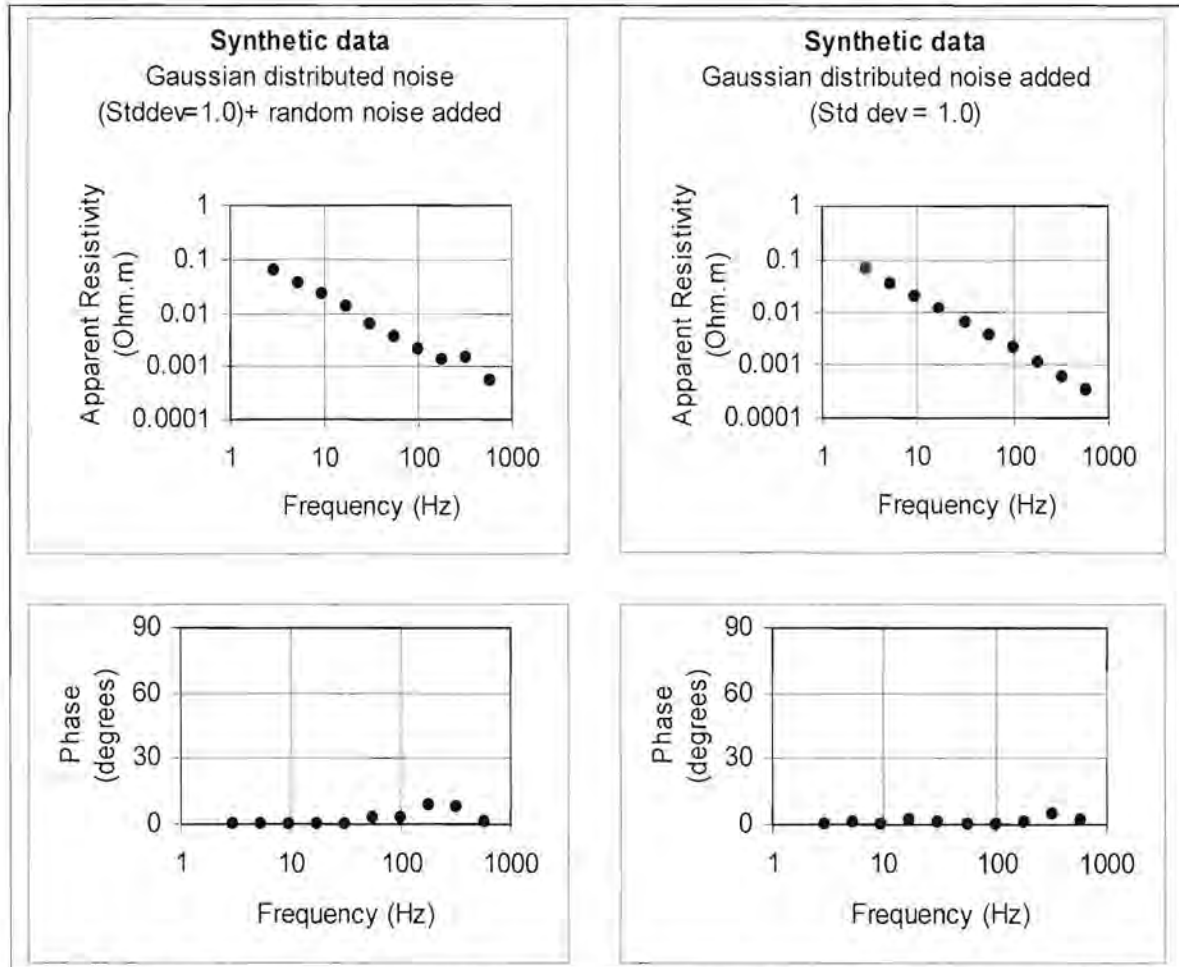 Synthetic data
Gaussian distributed noise
(Stddev=1.0)+ random noise added
Apparent Resistivity
(Ohm.m)
1
0.1
0.01
0.001
0.0001
1 10 100 1000
Frequency (Hz)
Synthetic data
Gaussian distributed noise added
(Std dev = 1.0)
Apparent Resistivity
(Ohm.m)
1
0.1
0.01
0.001
0.0001
1 10 100 1000
Frequency (Hz)
Phase
(degrees)
90
60
30
0
1 10 100 1000
Frequency (Hz)
Phase
(degrees)
90
60
30
0
1 10 100 1000
Frequency (Hz)